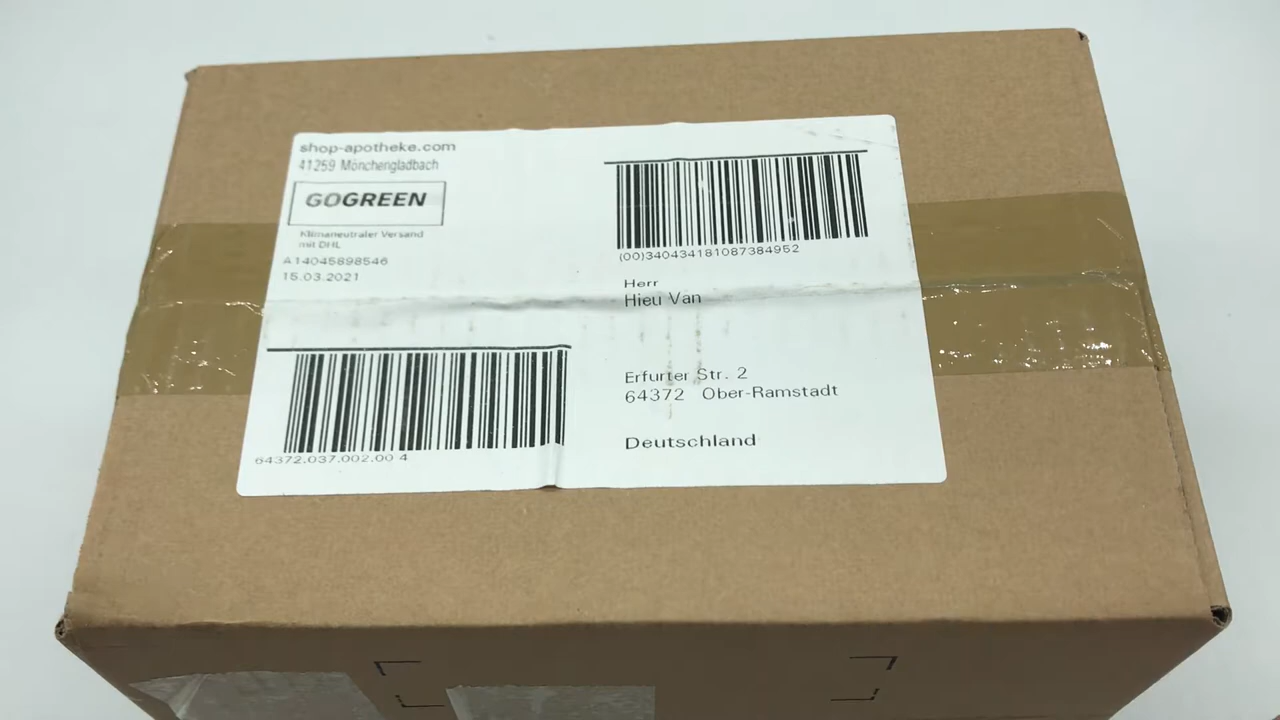 shop-apotheke.com
41259 Mönchengladbach
GOGREEN
Klimaneutraler Versand
mit DHL
A14045898546
15.03.2021
64372.037.002.00 4
(00)340434181087384952
Herr
Hieu Van
Erfurter Str. 2
64372 Ober-Ramstadt
Deutschland